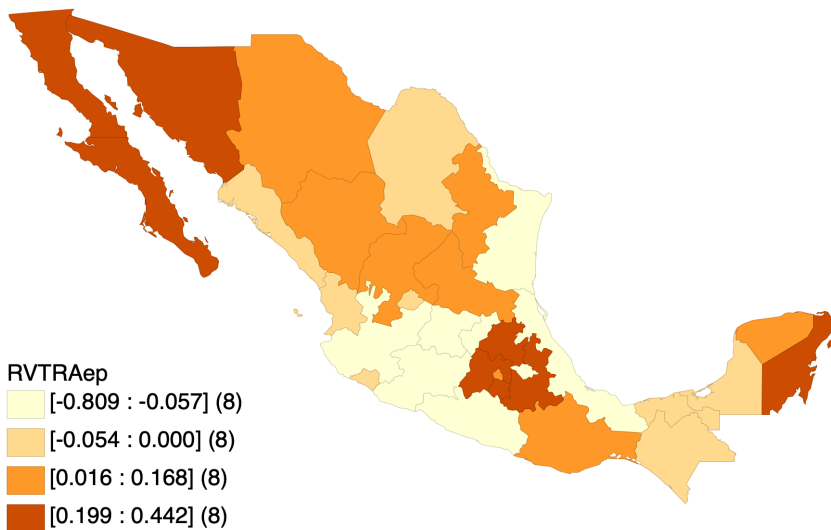 RVTRAep
[-0.809 : -0.057] (8)
[-0.054 : 0.000] (8)
[0.016 : 0.168] (8)
[0.199 : 0.442] (8)